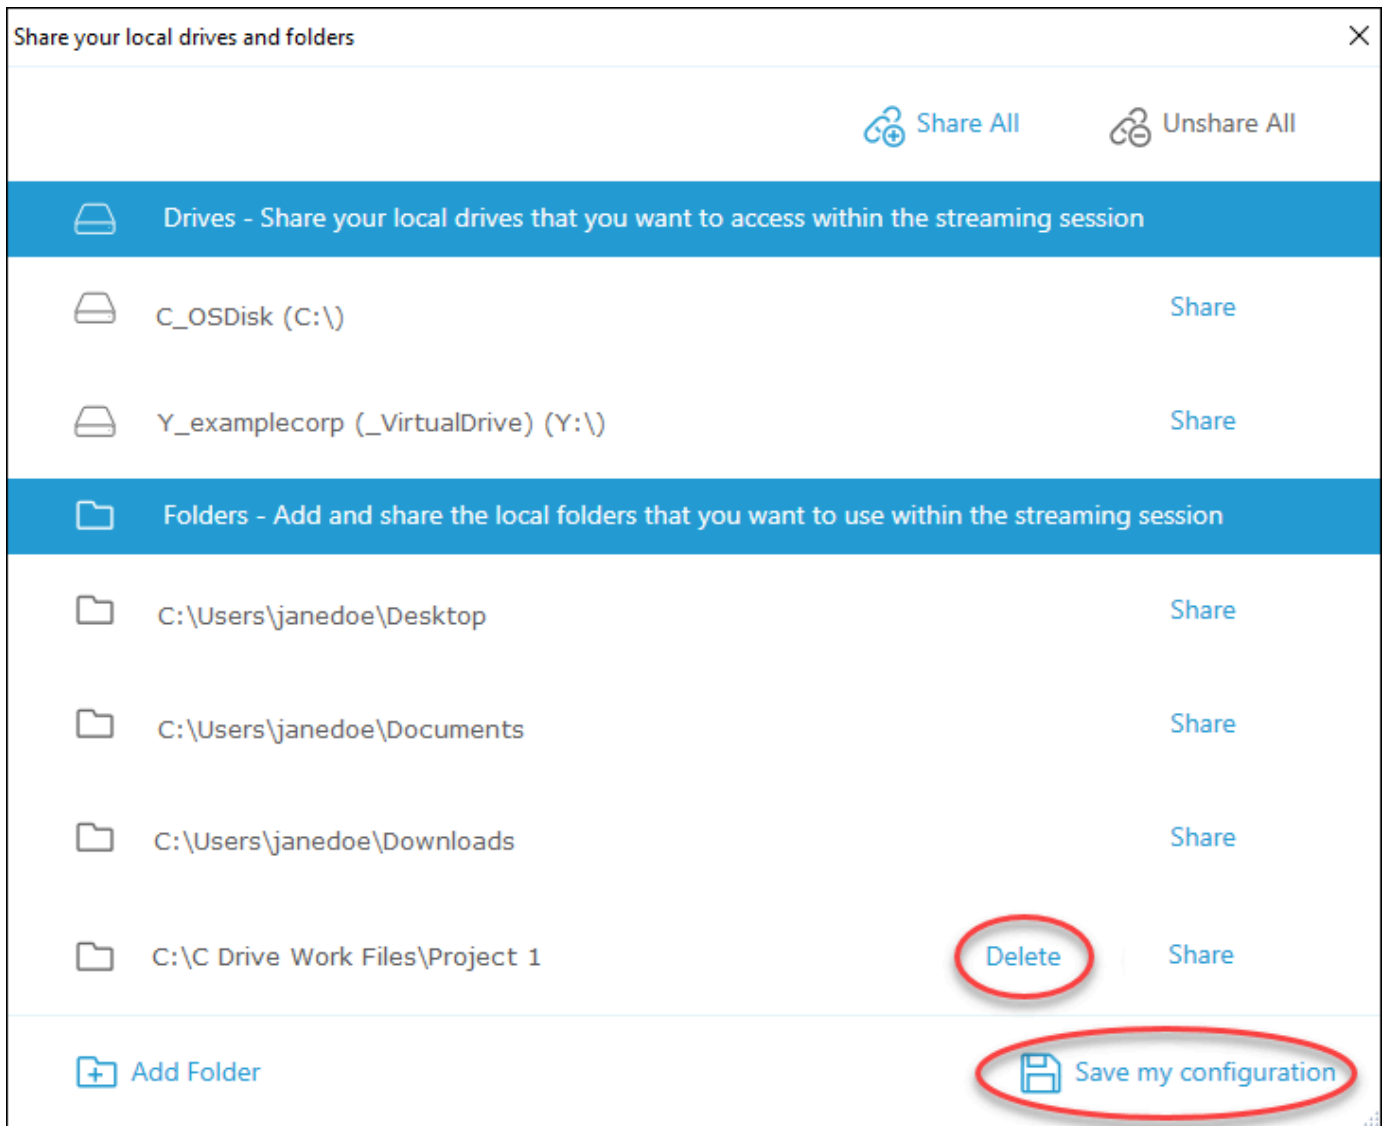 Share your local drives and folders
Share All Unshare All
Drives - Share your local drives that you want to access within the streaming session
C_OSDisk (C:\) Share
Y_examplecorp (_VirtualDrive) (Y:\) Share
Folders - Add and share the local folders that you want to use within the streaming session
C:\Users\janedoe\Desktop Share
C:\Users\janedoe\Documents Share
C:\Users\janedoe\Downloads Share
C:\C Drive Work Files\Project 1 Delete Share
Add Folder Save my configuration